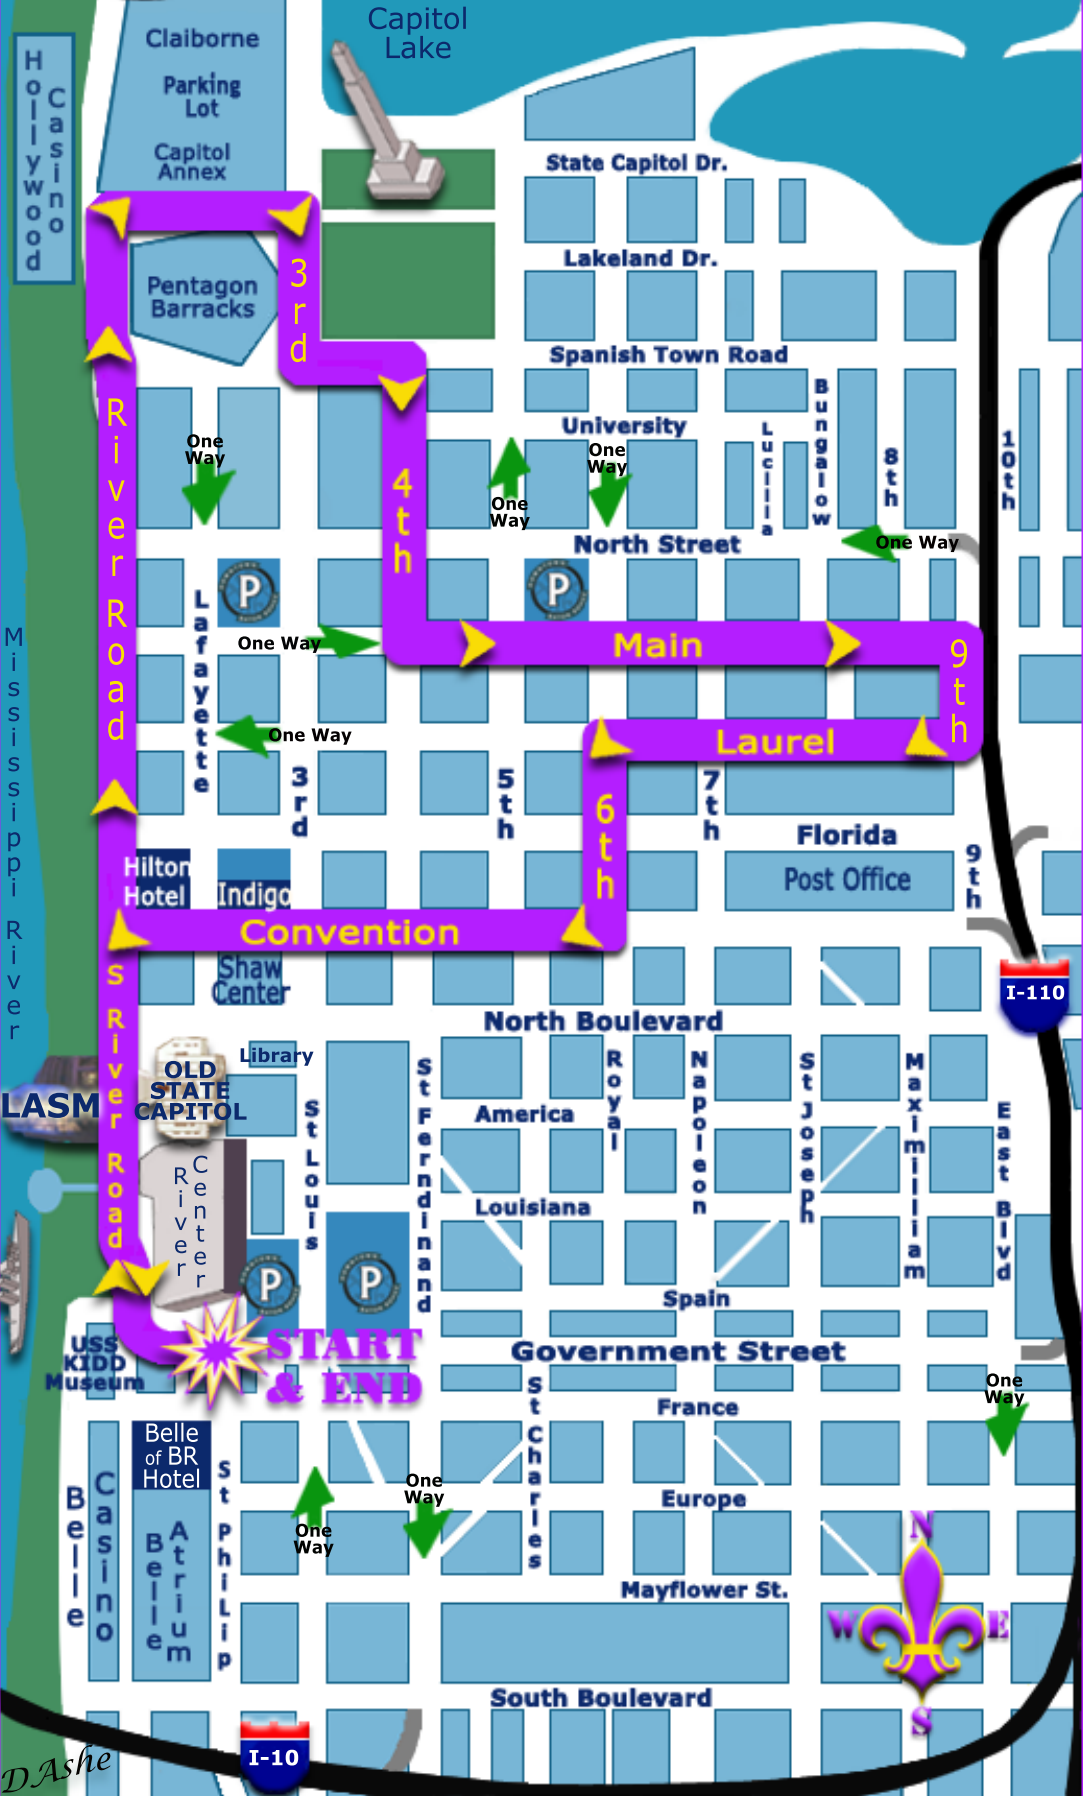 Capitol
Lake
Claiborne
Parking
Lot
Capitol
Annex
Hollywood
Casino
State Capitol Dr.
Lakeland Dr.
Pentagon
Barracks
3rd
Spanish Town Road
University
Bungalow
Lucilla
8th
10th
One
Way
One
Way
One
Way
River Road
4th
North Street
One Way
P
P
Lafayette
One Way
Main
9th
Mississippi River
One Way
Laurel
3rd
5th
6th
7th
Florida
9th
Hilton
Hotel
Indigo
Post Office
Convention
S River Road
Shaw
Center
I-110
North Boulevard
Library
OLD
STATE
CAPITOL
LASM
St Louis
St Ferndinand
Royal
Napoleon
St Joseph
Maximilliam
East Blvd
America
River
Center
Louisiana
P
P
Spain
START
& END
Government Street
USS
KIDD
Museum
St Charles
France
One
Way
Belle
of BR
Hotel
Belle
Casino
Belle
Atrium
St PhiLip
One
Way
One
Way
Europe
N
W
E
S
Mayflower St.
South Boulevard
I-10
DAshe